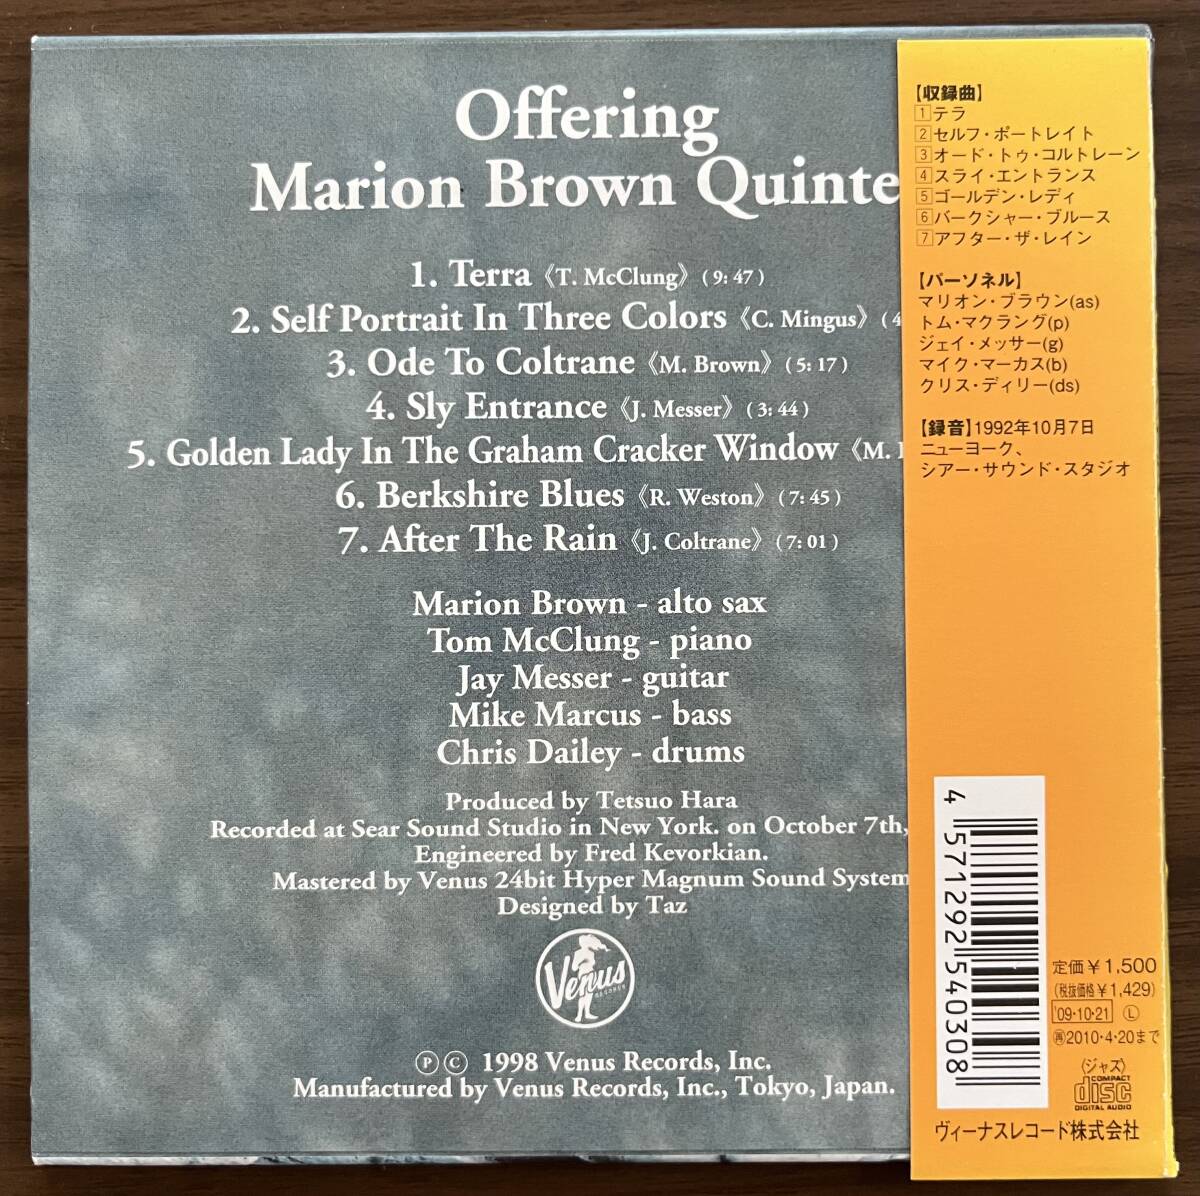 Offering
Marion Brown Quinte
1. Terra《T. McClung》( 9: 47 )
2. Self Portrait In Three Colors《C. Mingus》( 4
3. Ode To Coltrane《M. Brown》( 5: 17 )
4. Sly Entrance《J. Messer》( 3: 44 )
5. Golden Lady In The Graham Cracker Window《M.
6. Berkshire Blues《R. Weston》( 7: 45 )
7. After The Rain《J. Coltrane》( 7: 01 )
Marion Brown - alto sax
Tom McClung - piano
Jay Messer - guitar
Mike Marcus - bass
Chris Dailey - drums
Produced by Tetsuo Hara
Recorded at Sear Sound Studio in New York. on October 7th,
Engineered by Fred Kevorkian.
Mastered by Venus 24bit Hyper Magnum Sound System
Designed by Taz
Venus
RECORDS
Ⓟ Ⓒ 1998 Venus Records, Inc.
Manufactured by Venus Records, Inc., Tokyo, Japan.
【収録曲】
1 テラ
2 セルフ・ポートレイト
3 オード・トゥ・コルトレーン
4 スライ・エントランス
5 ゴールデン・レディ
6 バークシャー・ブルース
7 アフター・ザ・レイン
【パーソネル】
マリオン・ブラウン(as)
トム・マクラング(p)
ジェイ・メッサー(g)
マイク・マーカス(b)
クリス・ディリー(ds)
【録音】1992年10月7日
ニューヨーク、
シアー・サウンド・スタジオ
4 571292 540308
定価￥1,500
(税抜価格￥1,429)
'09・10・21 Ⓛ
㊢2010・4・20まで
〈ジャズ〉
COMPACT
disc
DIGITAL AUDIO
ヴィーナスレコード株式会社